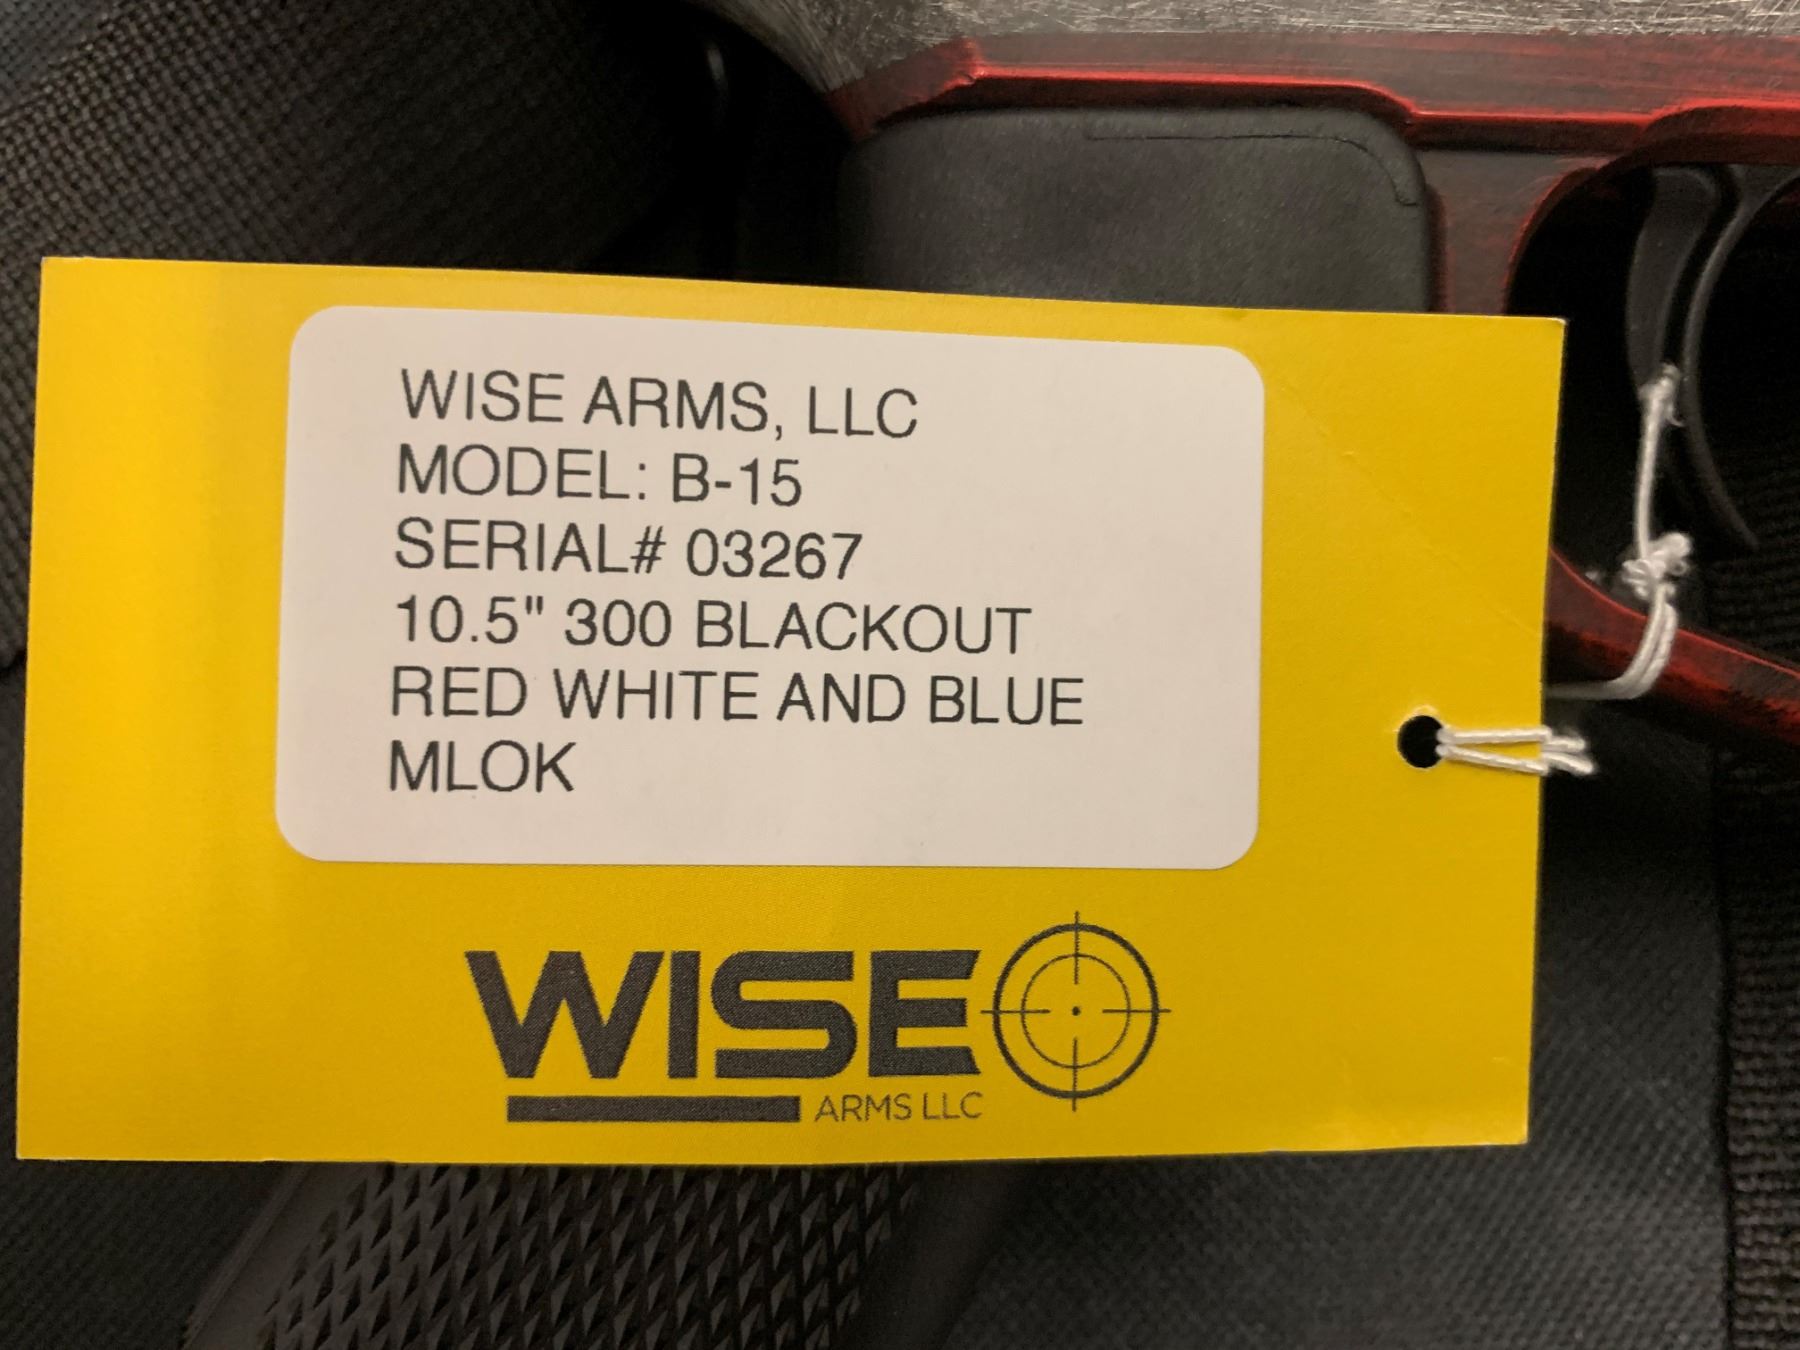 WISE ARMS, LLC
MODEL: B-15
SERIAL# 03267
10.5" 300 BLACKOUT
RED WHITE AND BLUE
MLOK
WISE
ARMS LLC